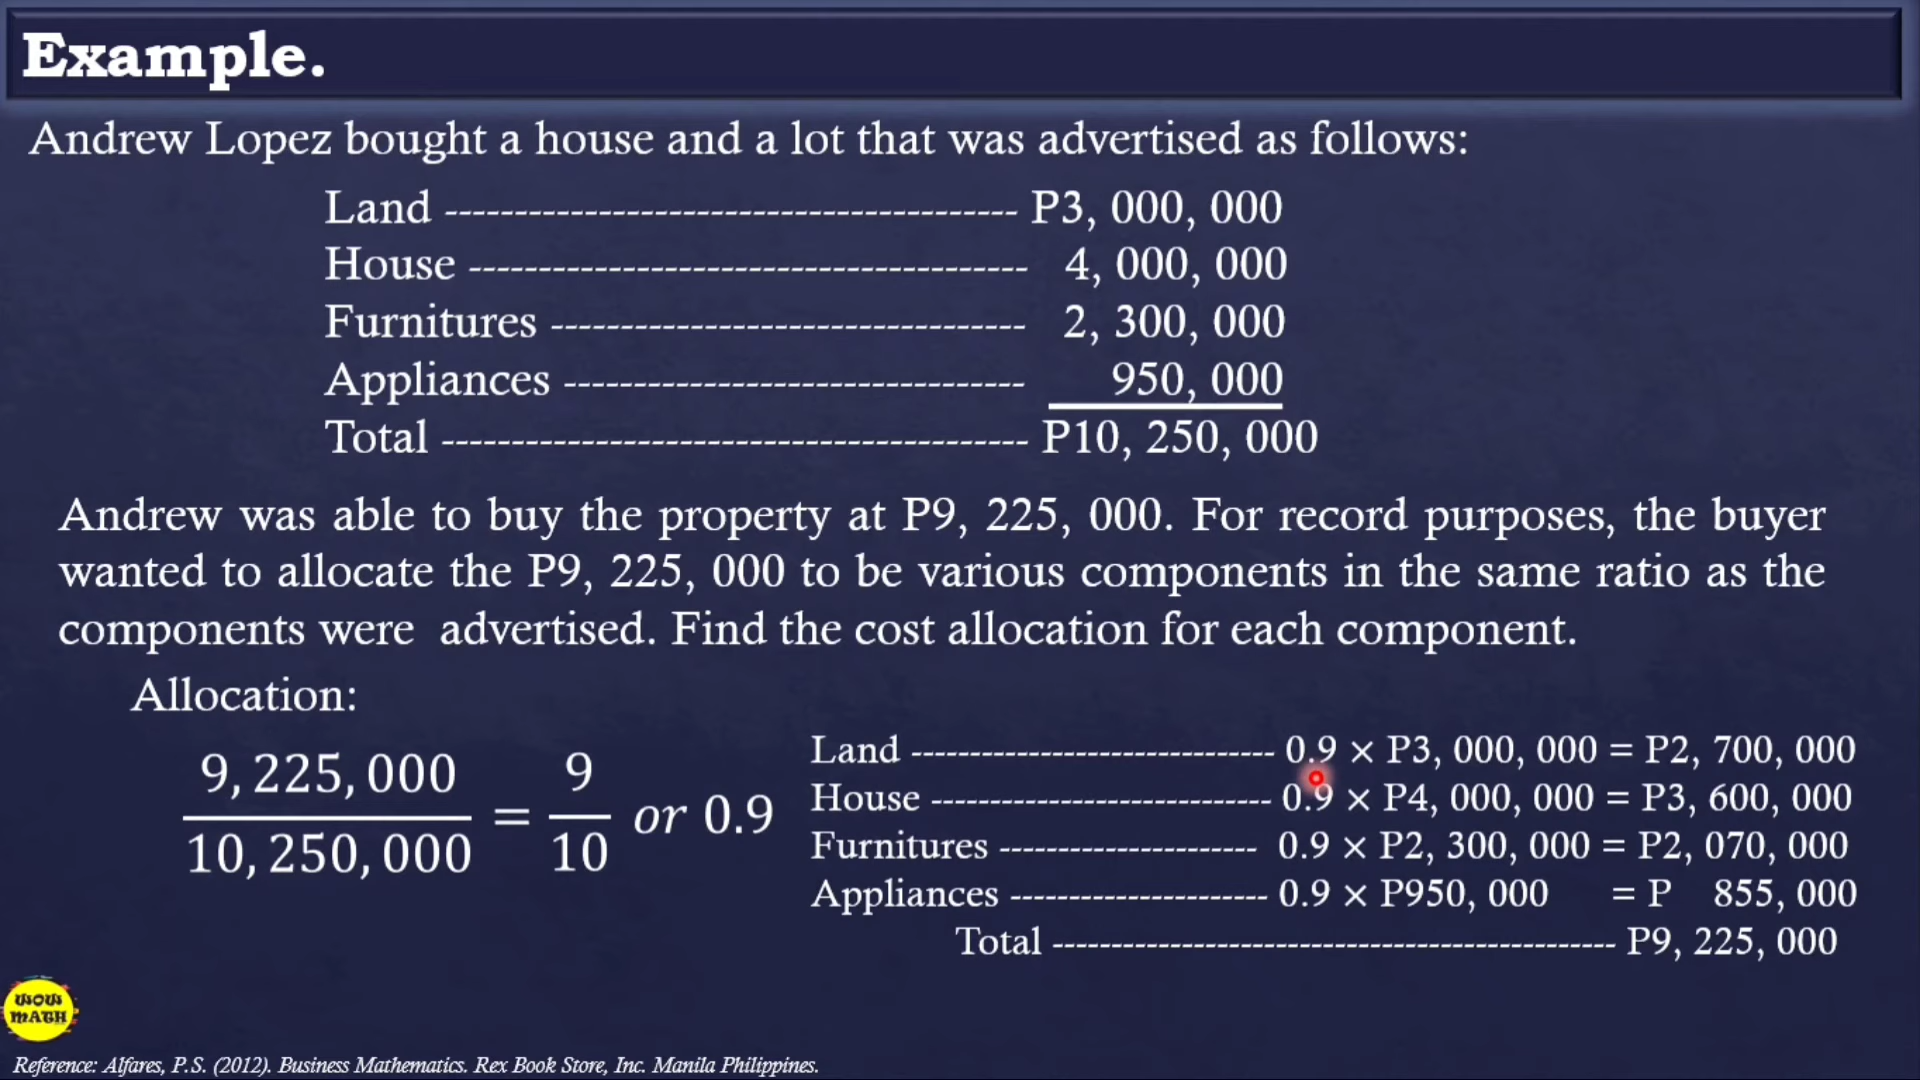 Example.
Andrew Lopez bought a house and a lot that was advertised as follows:
Land ----------------------------------------- P3, 000, 000
House ---------------------------------------- 4, 000, 000
Furnitures ---------------------------------- 2, 300, 000
Appliances --------------------------------- 950, 000
Total ------------------------------------------ P10, 250, 000
Andrew was able to buy the property at P9, 225, 000. For record purposes, the buyer
wanted to allocate the P9, 225, 000 to be various components in the same ratio as the
components were advertised. Find the cost allocation for each component.
Allocation:
9, 225, 000
10, 250, 000
=
9
10
or 0.9
Land ------------------------------- 0.9 × P3, 000, 000 = P2, 700, 000
House ----------------------------- 0.9 × P4, 000, 000 = P3, 600, 000
Furnitures ---------------------- 0.9 × P2, 300, 000 = P2, 070, 000
Appliances ---------------------- 0.9 × P950, 000 = P 855, 000
Total ------------------------------------------------ P9, 225, 000
WOW
MATH
Reference: Alfares, P.S. (2012). Business Mathematics. Rex Book Store, Inc. Manila Philippines.